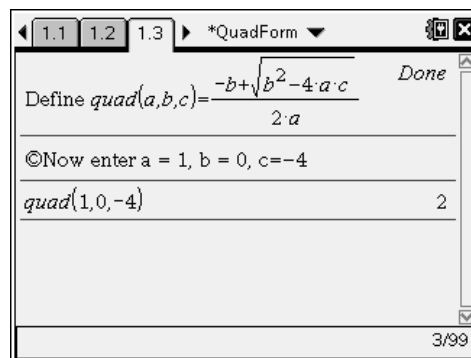 1.1 1.2 1.3 *QuadForm
Define quad(a,b,c)=(-b+√(b²-4·a·c))/(2·a) Done
©Now enter a = 1, b = 0, c=-4
quad(1,0,-4) 2
3/99